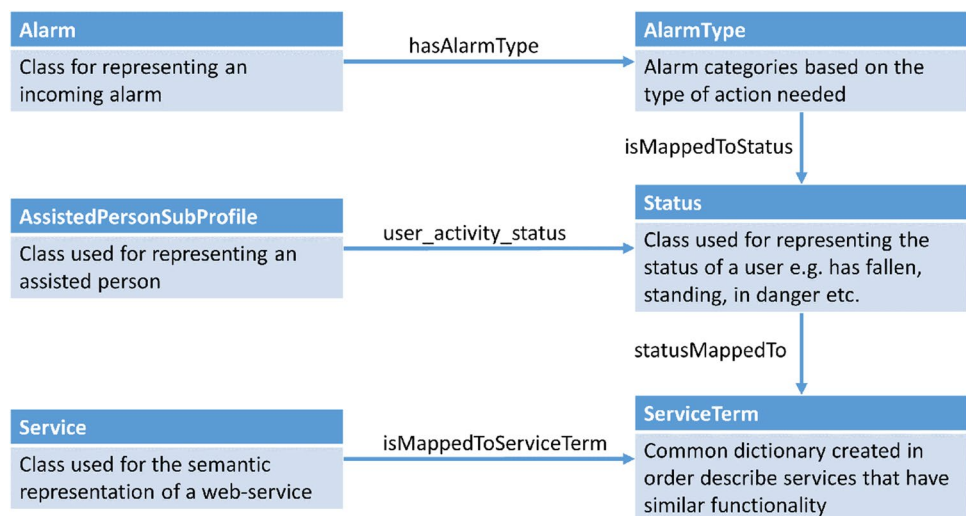 Alarm
Class for representing an
incoming alarm
hasAlarmType
AlarmType
Alarm categories based on the
type of action needed
isMappedToStatus
AssistedPersonSubProfile
Class used for representing an
assisted person
user_activity_status
Status
Class used for representing the
status of a user e.g. has fallen,
standing, in danger etc.
statusMappedTo
Service
Class used for the semantic
representation of a web-service
isMappedToServiceTerm
ServiceTerm
Common dictionary created in
order describe services that have
similar functionality